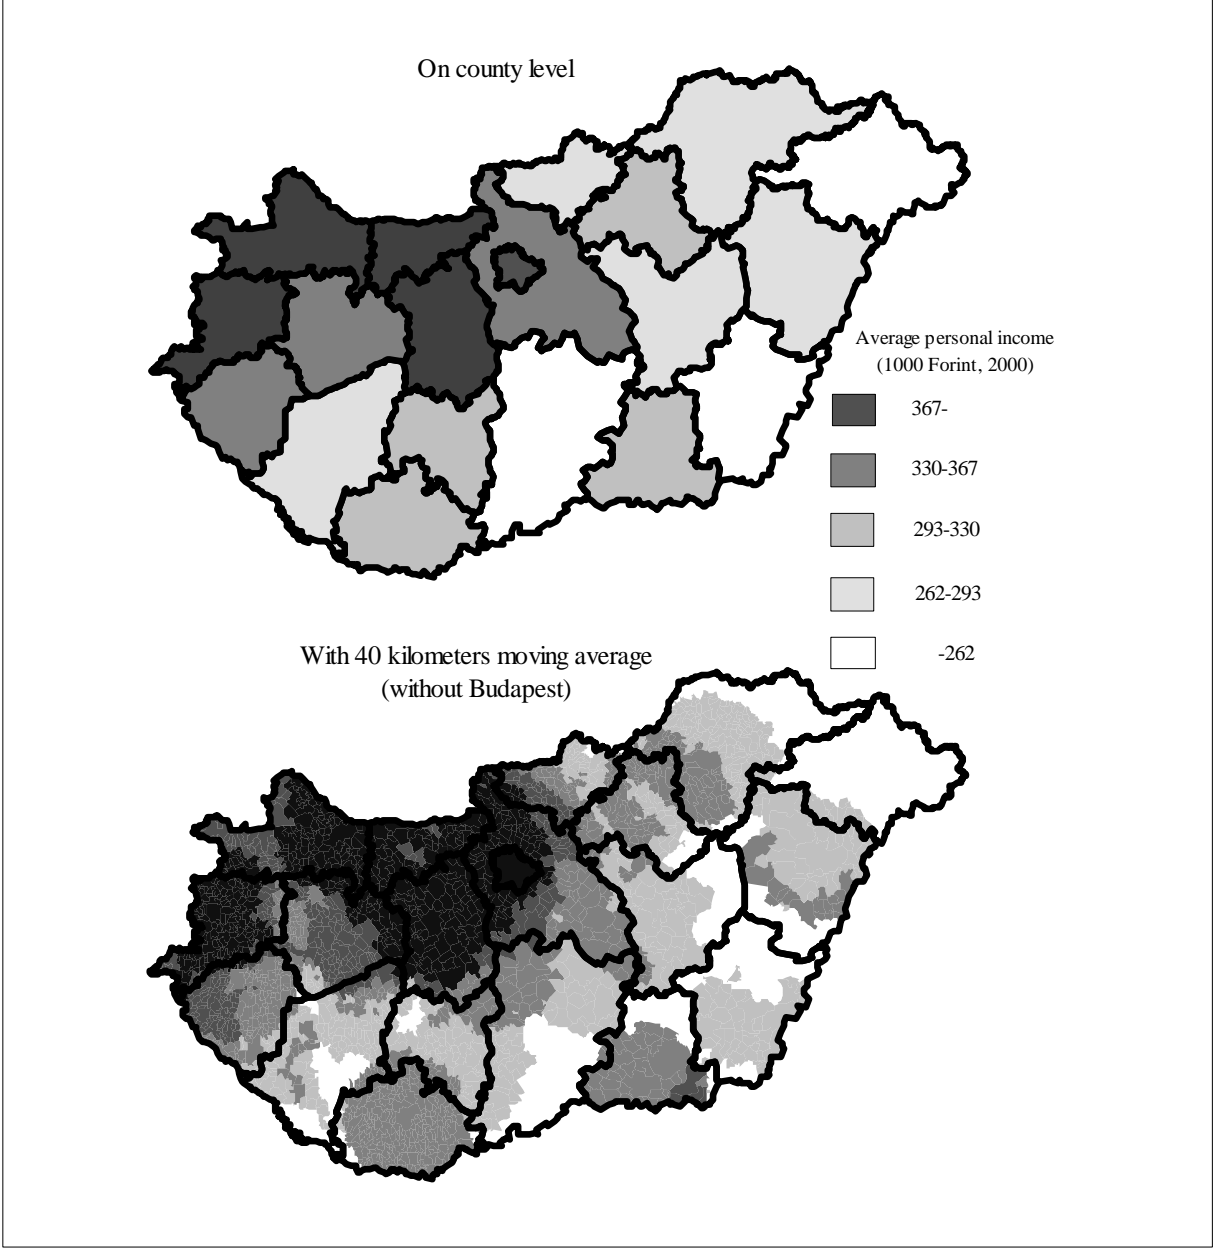 On county level
Average personal income
(1000 Forint, 2000)
367-
330-367
293-330
262-293
-262
With 40 kilometers moving average
(without Budapest)